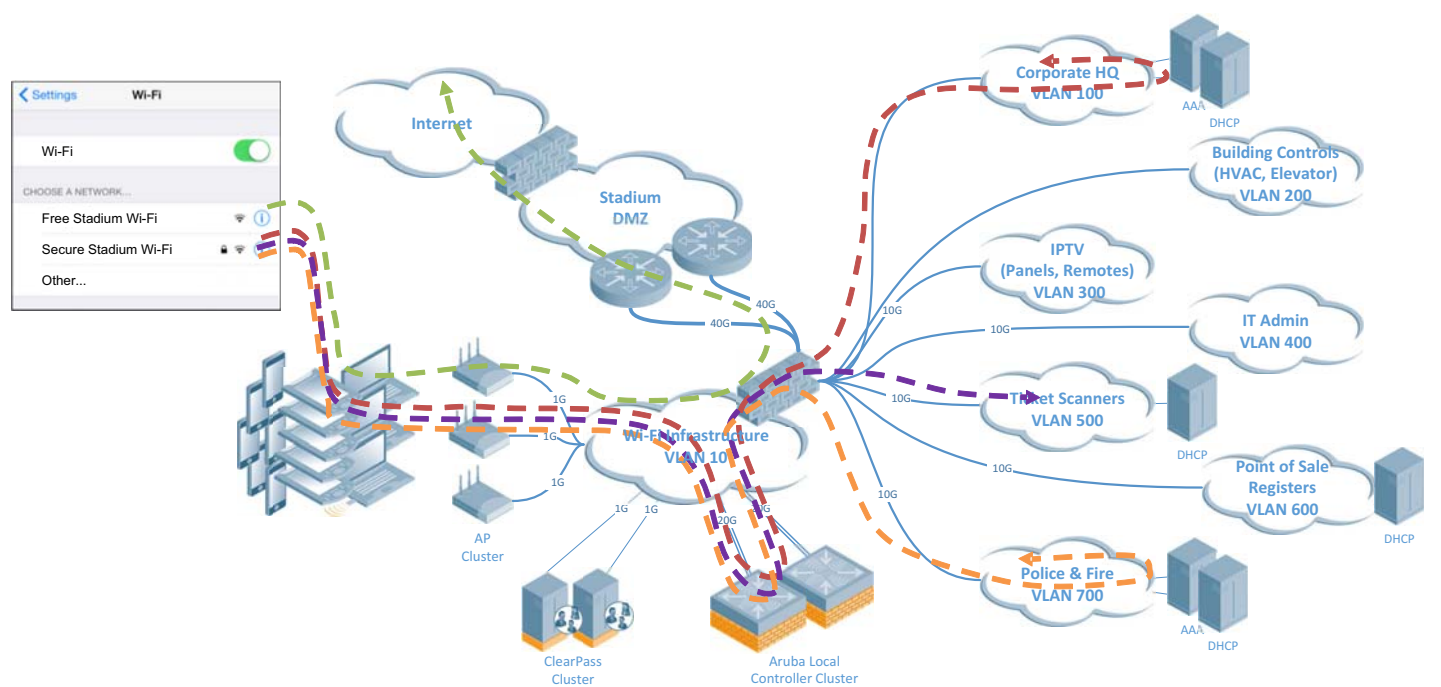 Settings
Wi-Fi
Wi-Fi
CHOOSE A NETWORK...
Free Stadium Wi-Fi
Secure Stadium Wi-Fi
Other...
Internet
Stadium
DMZ
40G
40G
Corporate HQ
VLAN 100
AAA
DHCP
Building Controls
(HVAC, Elevator)
VLAN 200
IPTV
(Panels, Remotes)
VLAN 300
10G
IT Admin
VLAN 400
10G
Ticket Scanners
VLAN 500
10G
DHCP
Point of Sale
Registers
VLAN 600
10G
DHCP
Police & Fire
VLAN 700
10G
AAA
DHCP
1G
1G
1G
Wi-Fi Infrastructure
VLAN 10
AP
Cluster
1G
1G
20G
20G
ClearPass
Cluster
Aruba Local
Controller Cluster